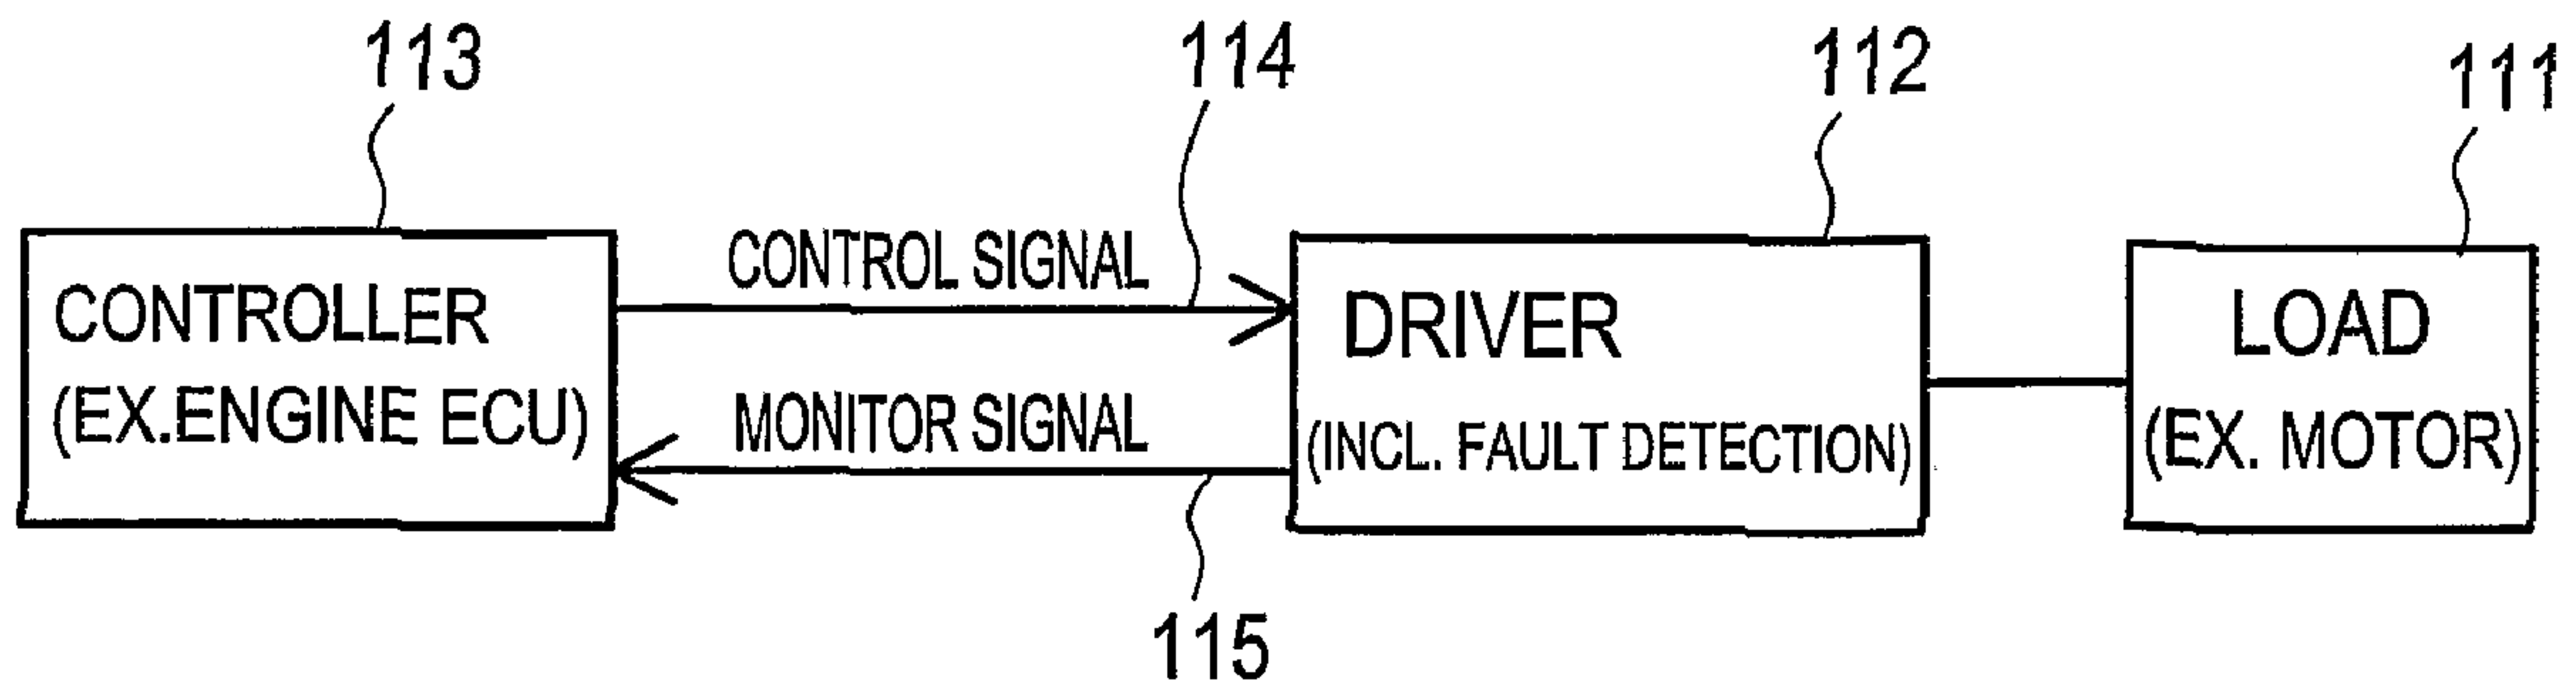 113
114
112
111
CONTROL SIGNAL
CONTROLLER
(EX.ENGINE ECU)
DRIVER
(INCL. FAULT DETECTION)
LOAD
(EX. MOTOR)
MONITOR SIGNAL
115